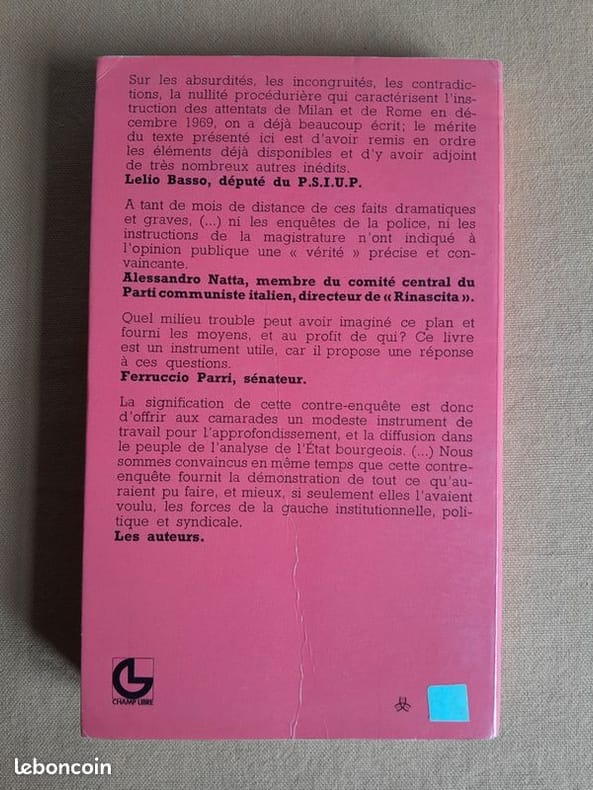 Sur les absurdités, les incongruités, les contradic-
tions, la nullité procédurière qui caractérisent l'ins-
truction des attentats de Milan et de Rome en dé-
cembre 1969, on a déjà beaucoup écrit; le mérite
du texte présenté ici est d'avoir remis en ordre
les éléments déjà disponibles et d'y avoir adjoint
de très nombreux autres inédits.
Lelio Basso, député du P.S.I.U.P.
A tant de mois de distance de ces faits dramatiques
et graves, (...) ni les enquêtes de la police, ni les
instructions de la magistrature n'ont indiqué à
l'opinion publique une « vérité » précise et con-
vaincante.
Alessandro Natta, membre du comité central du
Parti communiste italien, directeur de « Rinascita ».
Quel milieu trouble peut avoir imaginé ce plan et
fourni les moyens, et au profit de qui? Ce livre
est un instrument utile, car il propose une réponse
à ces questions.
Ferruccio Parri, sénateur.
La signification de cette contre-enquête est donc
d'offrir aux camarades un modeste instrument de
travail pour l'approfondissement, et la diffusion dans
le peuple de l'analyse de l'État bourgeois. (...) Nous
sommes convaincus en même temps que cette contre-
enquête fournit la démonstration de tout ce qu'au-
raient pu faire, et mieux, si seulement elles l'avaient
voulu, les forces de la gauche institutionnelle, poli-
tique et syndicale.
Les auteurs.
CHAMP LIBRE
leboncoin